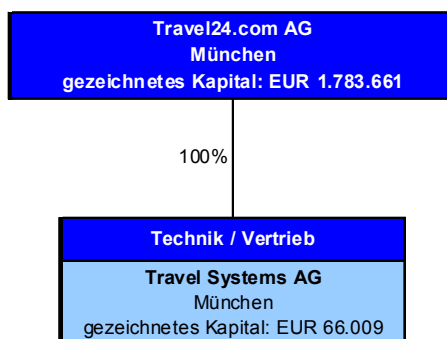 Travel24.com AG
München
gezeichnetes Kapital: EUR 1.783.661
100%
Technik / Vertrieb
Travel Systems AG
München
gezeichnetes Kapital: EUR 66.009